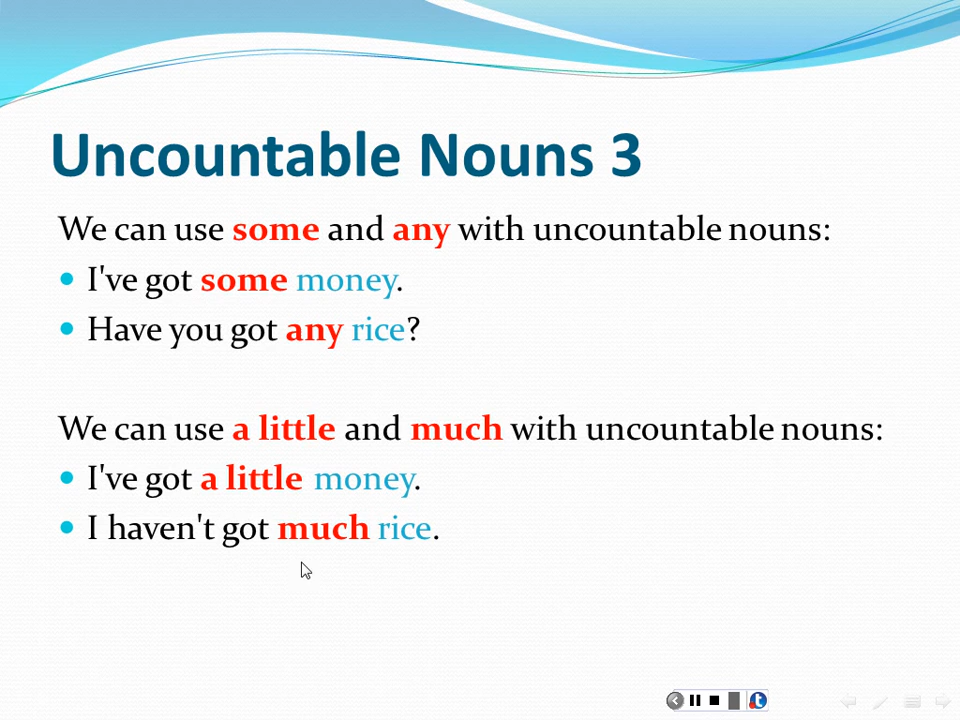 Uncountable Nouns 3
We can use some and any with uncountable nouns:
I've got some money.
Have you got any rice?
We can use a little and much with uncountable nouns:
I've got a little money.
I haven't got much rice.